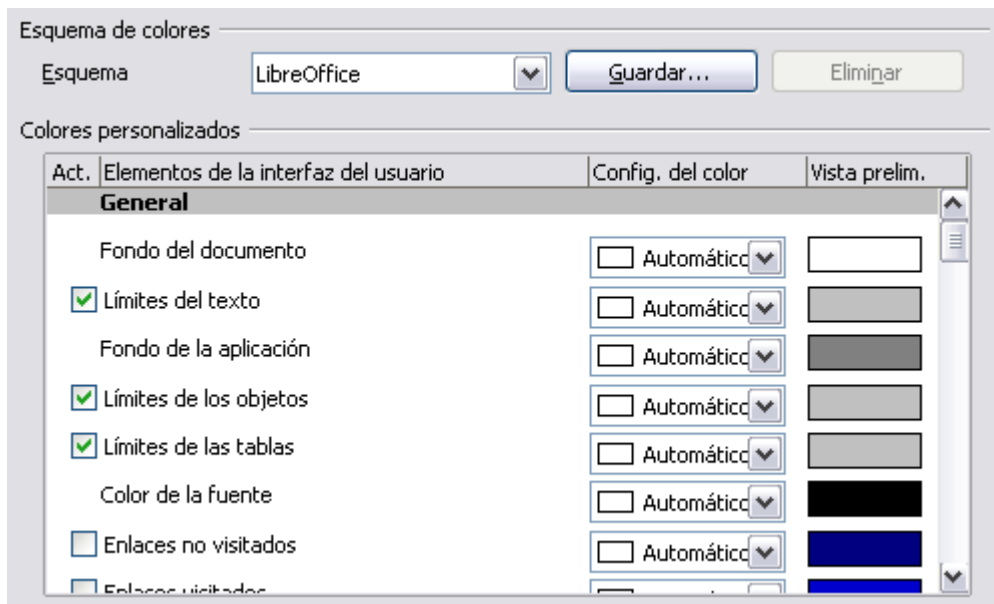 Esquema de colores
Esquema LibreOffice Guardar... Eliminar
Colores personalizados
Act. Elementos de la interfaz del usuario Config. del color Vista prelim.
General
Fondo del documento Automático
Límites del texto Automático
Fondo de la aplicación Automático
Límites de los objetos Automático
Límites de las tablas Automático
Color de la fuente Automático
Enlaces no visitados Automático
Enlaces visitados